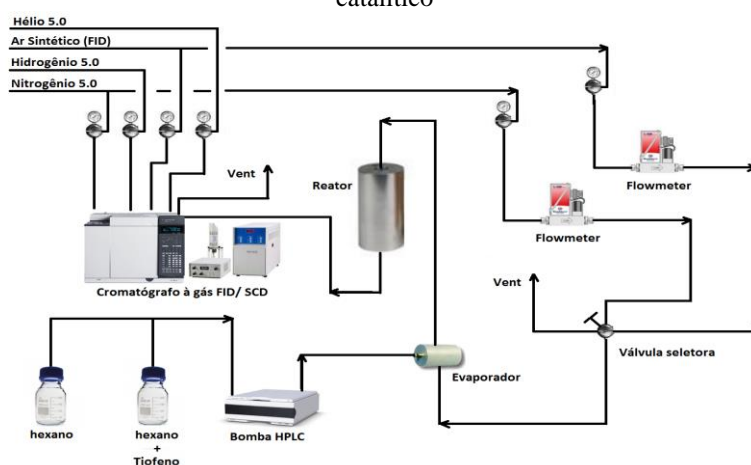 catalítico
Hélio 5.0
Ar Sintético (FID)
Hidrogênio 5.0
Nitrogênio 5.0
Vent
Reator
Flowmeter
Flowmeter
Cromatógrafo à gás FID/ SCD
Vent
Válvula seletora
Evaporador
hexano
hexano
+
Tiofeno
Bomba HPLC